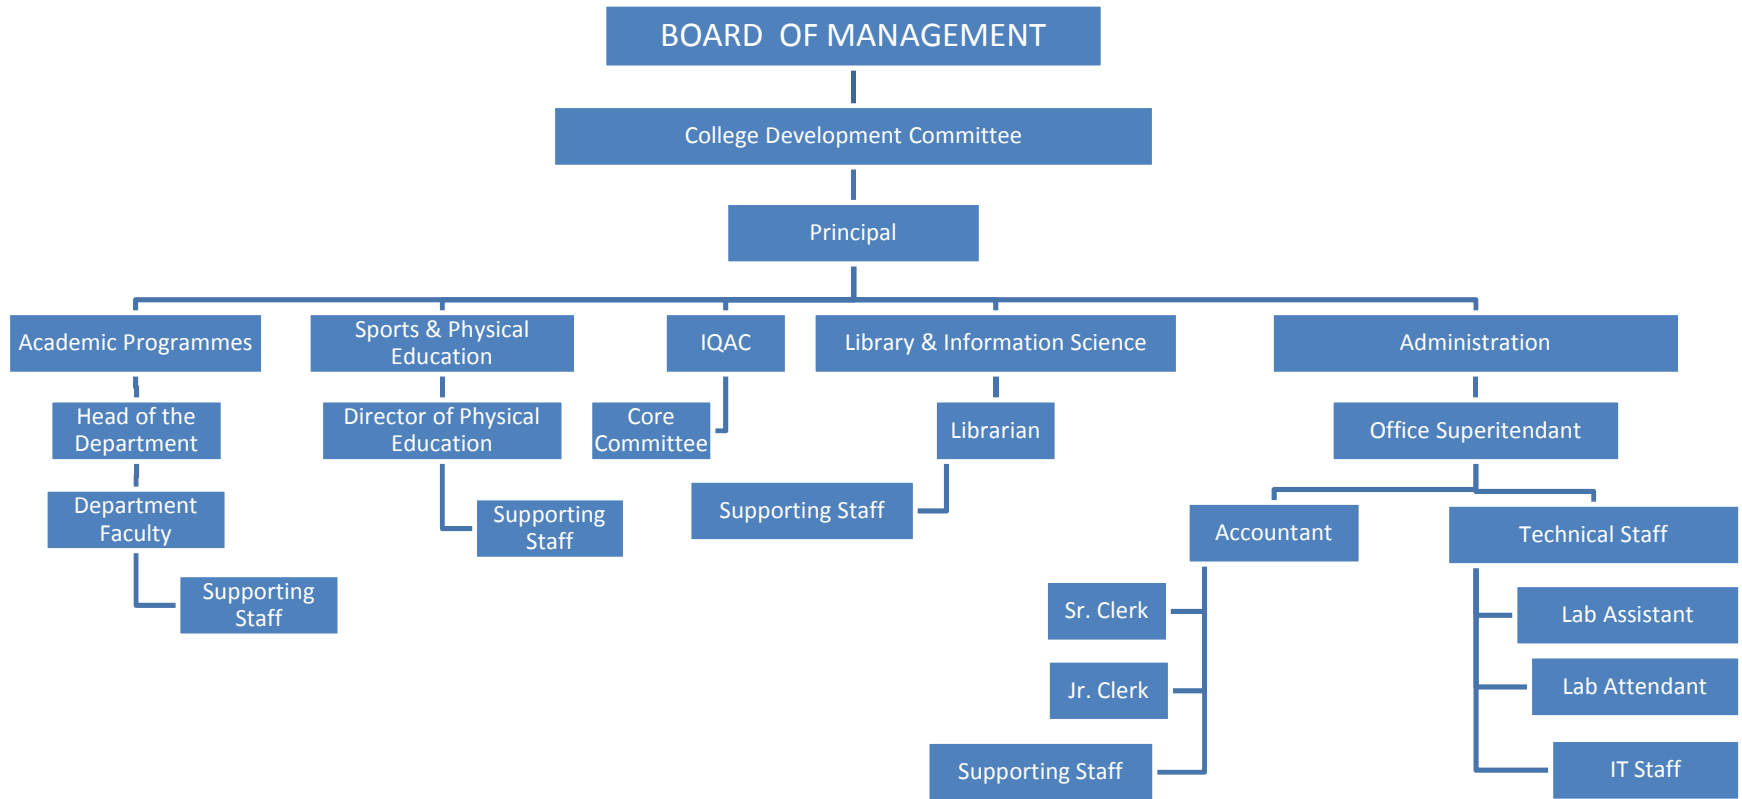 BOARD OF MANAGEMENT
College Development Committee
Principal
Academic Programmes
Sports & Physical
Education
IQAC
Library & Information Science
Administration
Head of the
Department
Director of Physical
Education
Core
Committee
Librarian
Office Superitendant
Department
Faculty
Supporting
Staff
Supporting Staff
Accountant
Technical Staff
Supporting
Staff
Sr. Clerk
Lab Assistant
Jr. Clerk
Lab Attendant
Supporting Staff
IT Staff